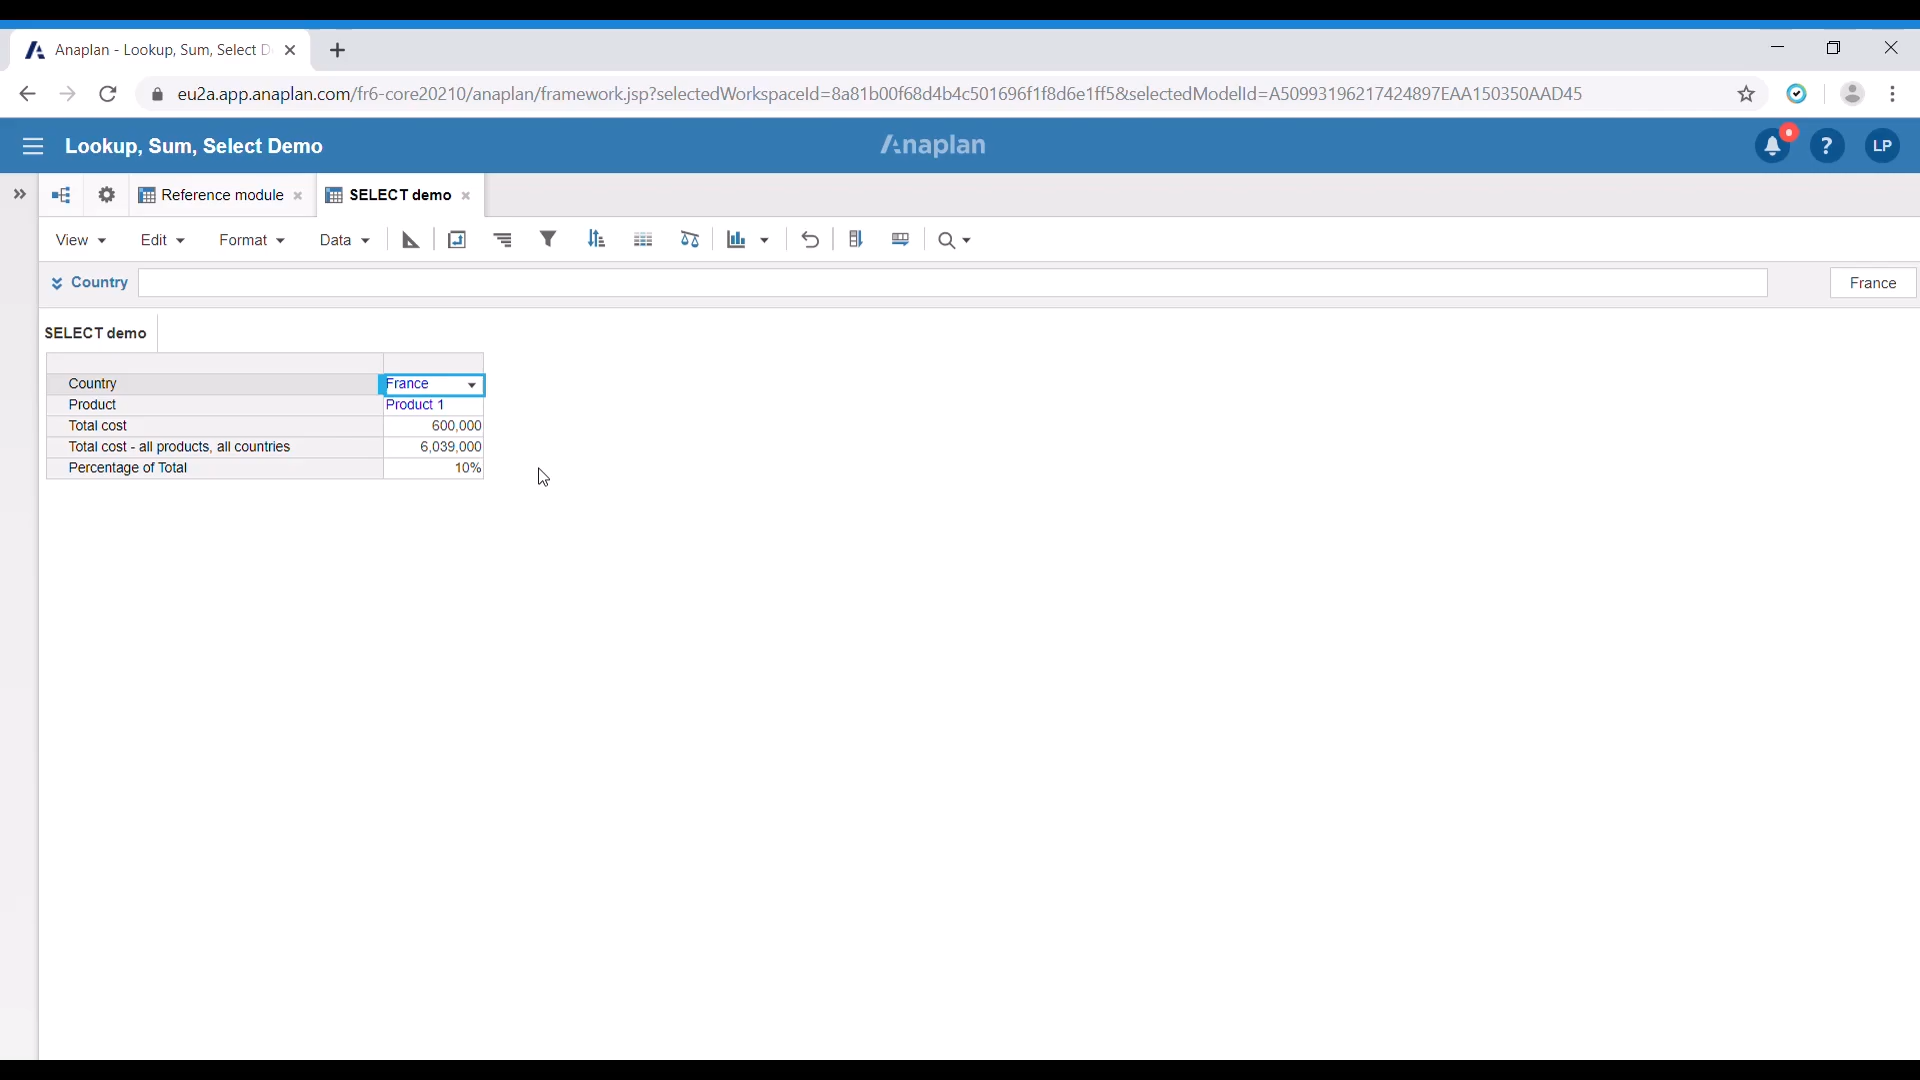 Anaplan - Lookup, Sum, Select D
eu2a.app.anaplan.com/fr6-core20210/anaplan/framework.jsp?selectedWorkspaceId=8a81b00f68d4b4c501696f1f8d6e1ff5&selectedModelId=A50993196217424897EAA150350AAD45
Lookup, Sum, Select Demo
Anaplan
?
LP
Reference module
SELECT demo
View
Edit
Format
Data
Country
France
SELECT demo
Country France
Product Product 1
Total cost 600,000
Total cost - all products, all countries 6,039,000
Percentage of Total 10%